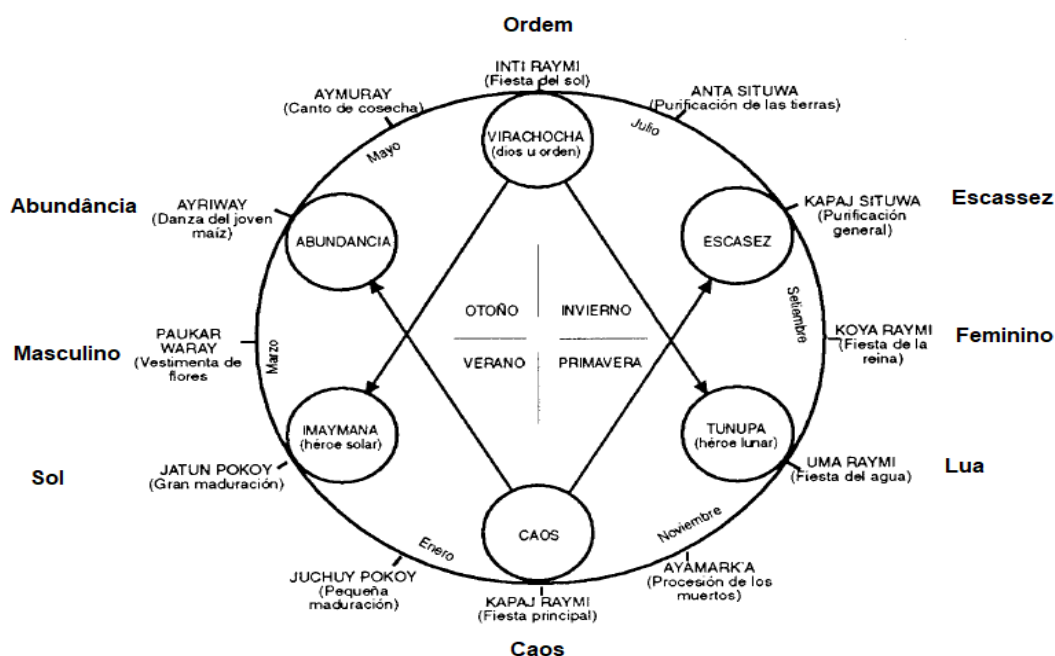 Ordem
INTI RAYMI
(Fiesta del sol)
AYMURAY
(Canto de cosecha)
ANTA SITUWA
(Purificación de las tierras)
Mayo
VIRACHOCHA
(dios u orden)
Julio
Abundância
AYRIWAY
(Danza del joven
maíz)
ABUNDANCIA
ESCASEZ
KAPAJ SITUWA
(Purificación
general)
Escassez
OTOÑO
INVIERNO
Setiembre
Masculino
PAUKAR
WARAY
(Vestimenta de
flores
Marzo
VERANO
PRIMAVERA
KOYA RAYMI
(Fiesta de la
reina)
Feminino
IMAYMANA
(héroe solar)
TUNUPA
(héroe lunar)
Sol
JATUN POKOY
(Gran maduración)
UMA RAYMI
(Fiesta del agua)
Lua
CAOS
Enero
Noviembre
JUCHUY POKOY
(Pequeña
maduración)
KAPAJ RAYMI
(Fiesta principal)
AYAMARK'A
(Procesión de los
muertos)
Caos